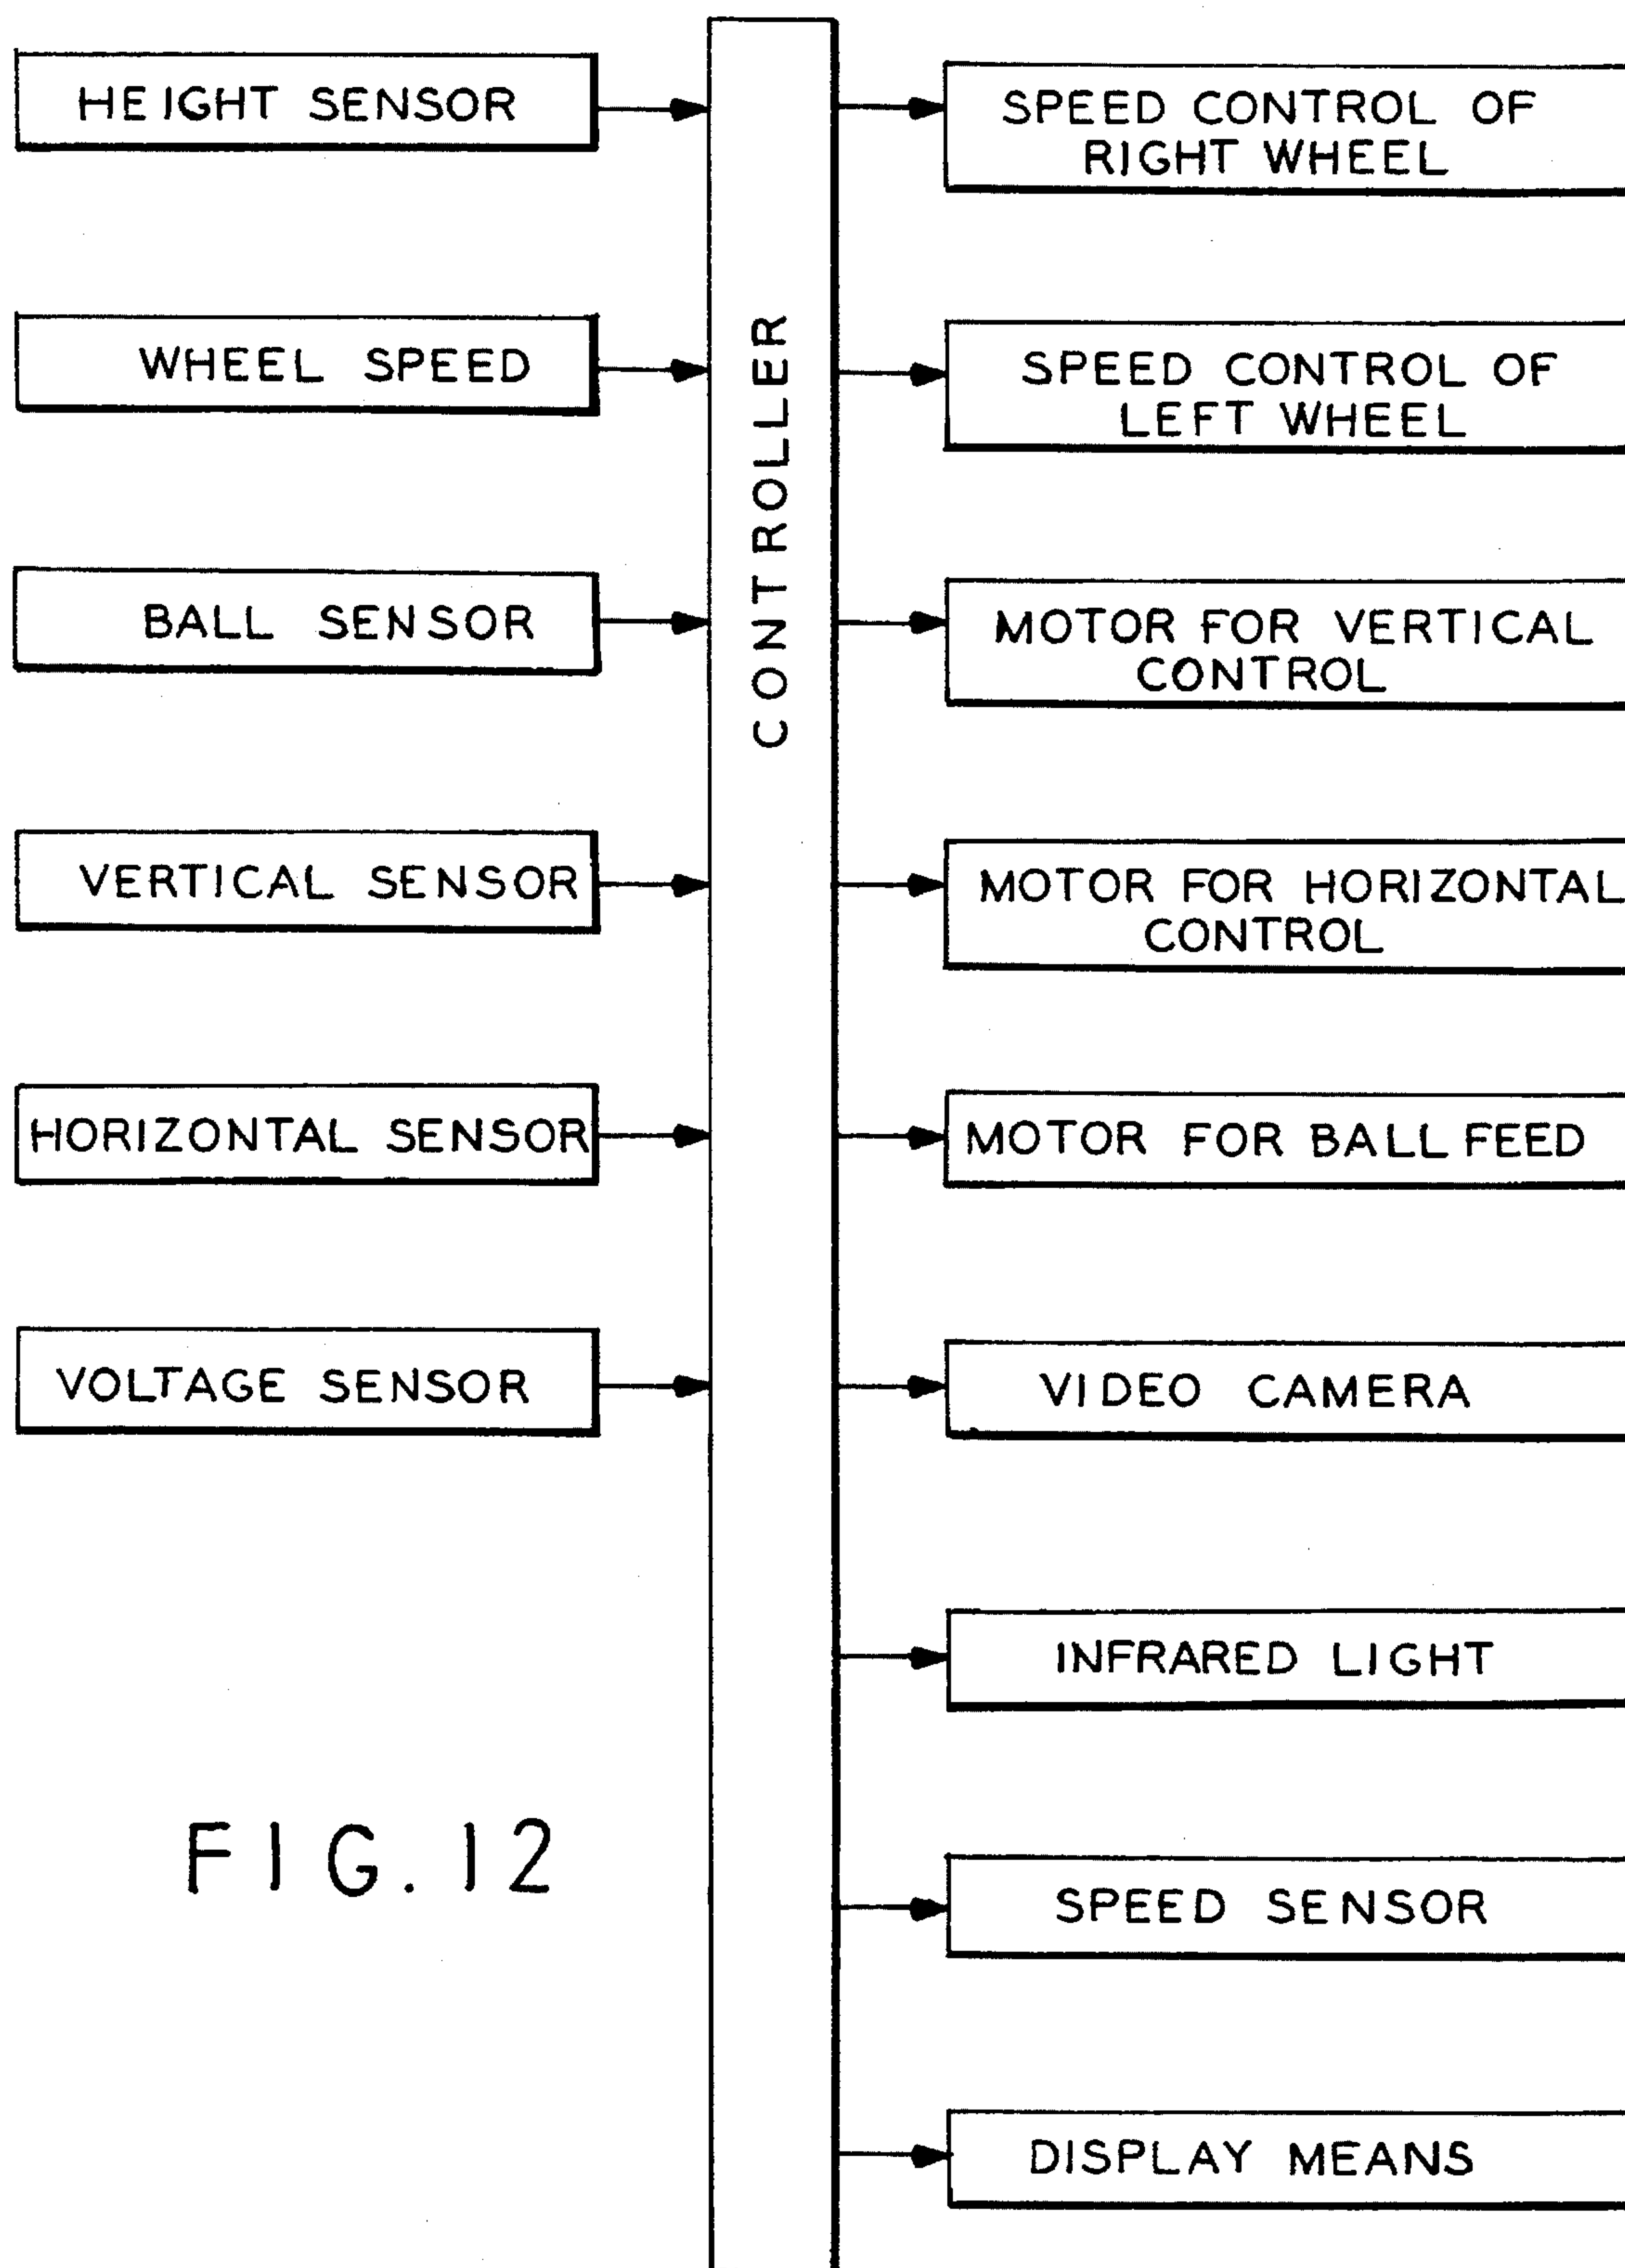 HEIGHT SENSOR
WHEEL SPEED
BALL SENSOR
VERTICAL SENSOR
HORIZONTAL SENSOR
VOLTAGE SENSOR
CONTROLLER
SPEED CONTROL OF
RIGHT WHEEL
SPEED CONTROL OF
LEFT WHEEL
MOTOR FOR VERTICAL
CONTROL
MOTOR FOR HORIZONTAL
CONTROL
MOTOR FOR BALL FEED
VIDEO CAMERA
INFRARED LIGHT
SPEED SENSOR
DISPLAY MEANS
FIG.12